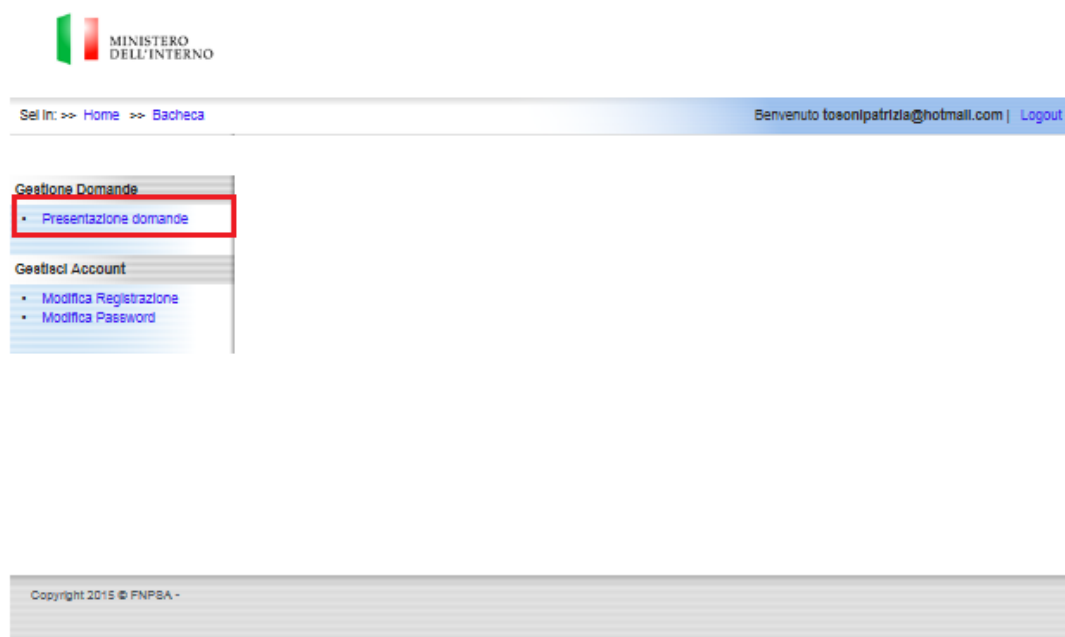 MINISTERO
DELL'INTERNO
Sei in: >> Home >> Bacheca
Benvenuto tosonipatrizia@hotmail.com | Logout
Gestione Domande
• Presentazione domande
Gestisci Account
• Modifica Registrazione
• Modifica Password
Copyright 2015 © FNPSA -